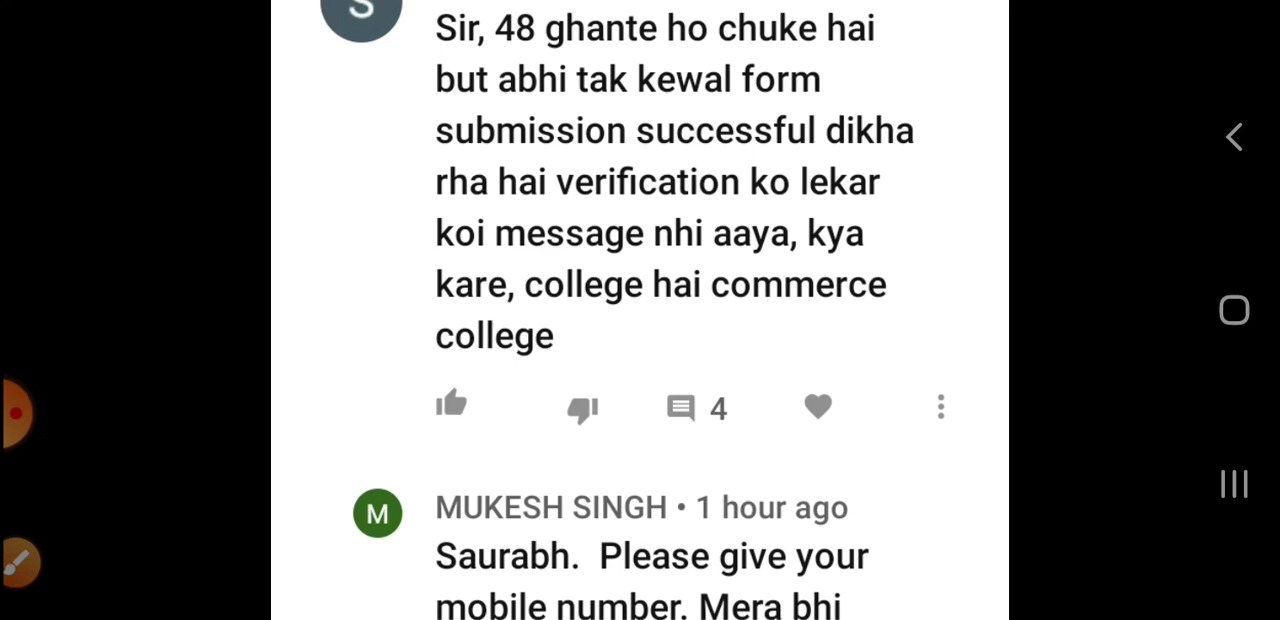 S
Sir, 48 ghante ho chuke hai
but abhi tak kewal form
submission successful dikha
rha hai verification ko lekar
koi message nhi aaya, kya
kare, college hai commerce
college
4
M
MUKESH SINGH • 1 hour ago
Saurabh. Please give your
mobile number. Mera bhi